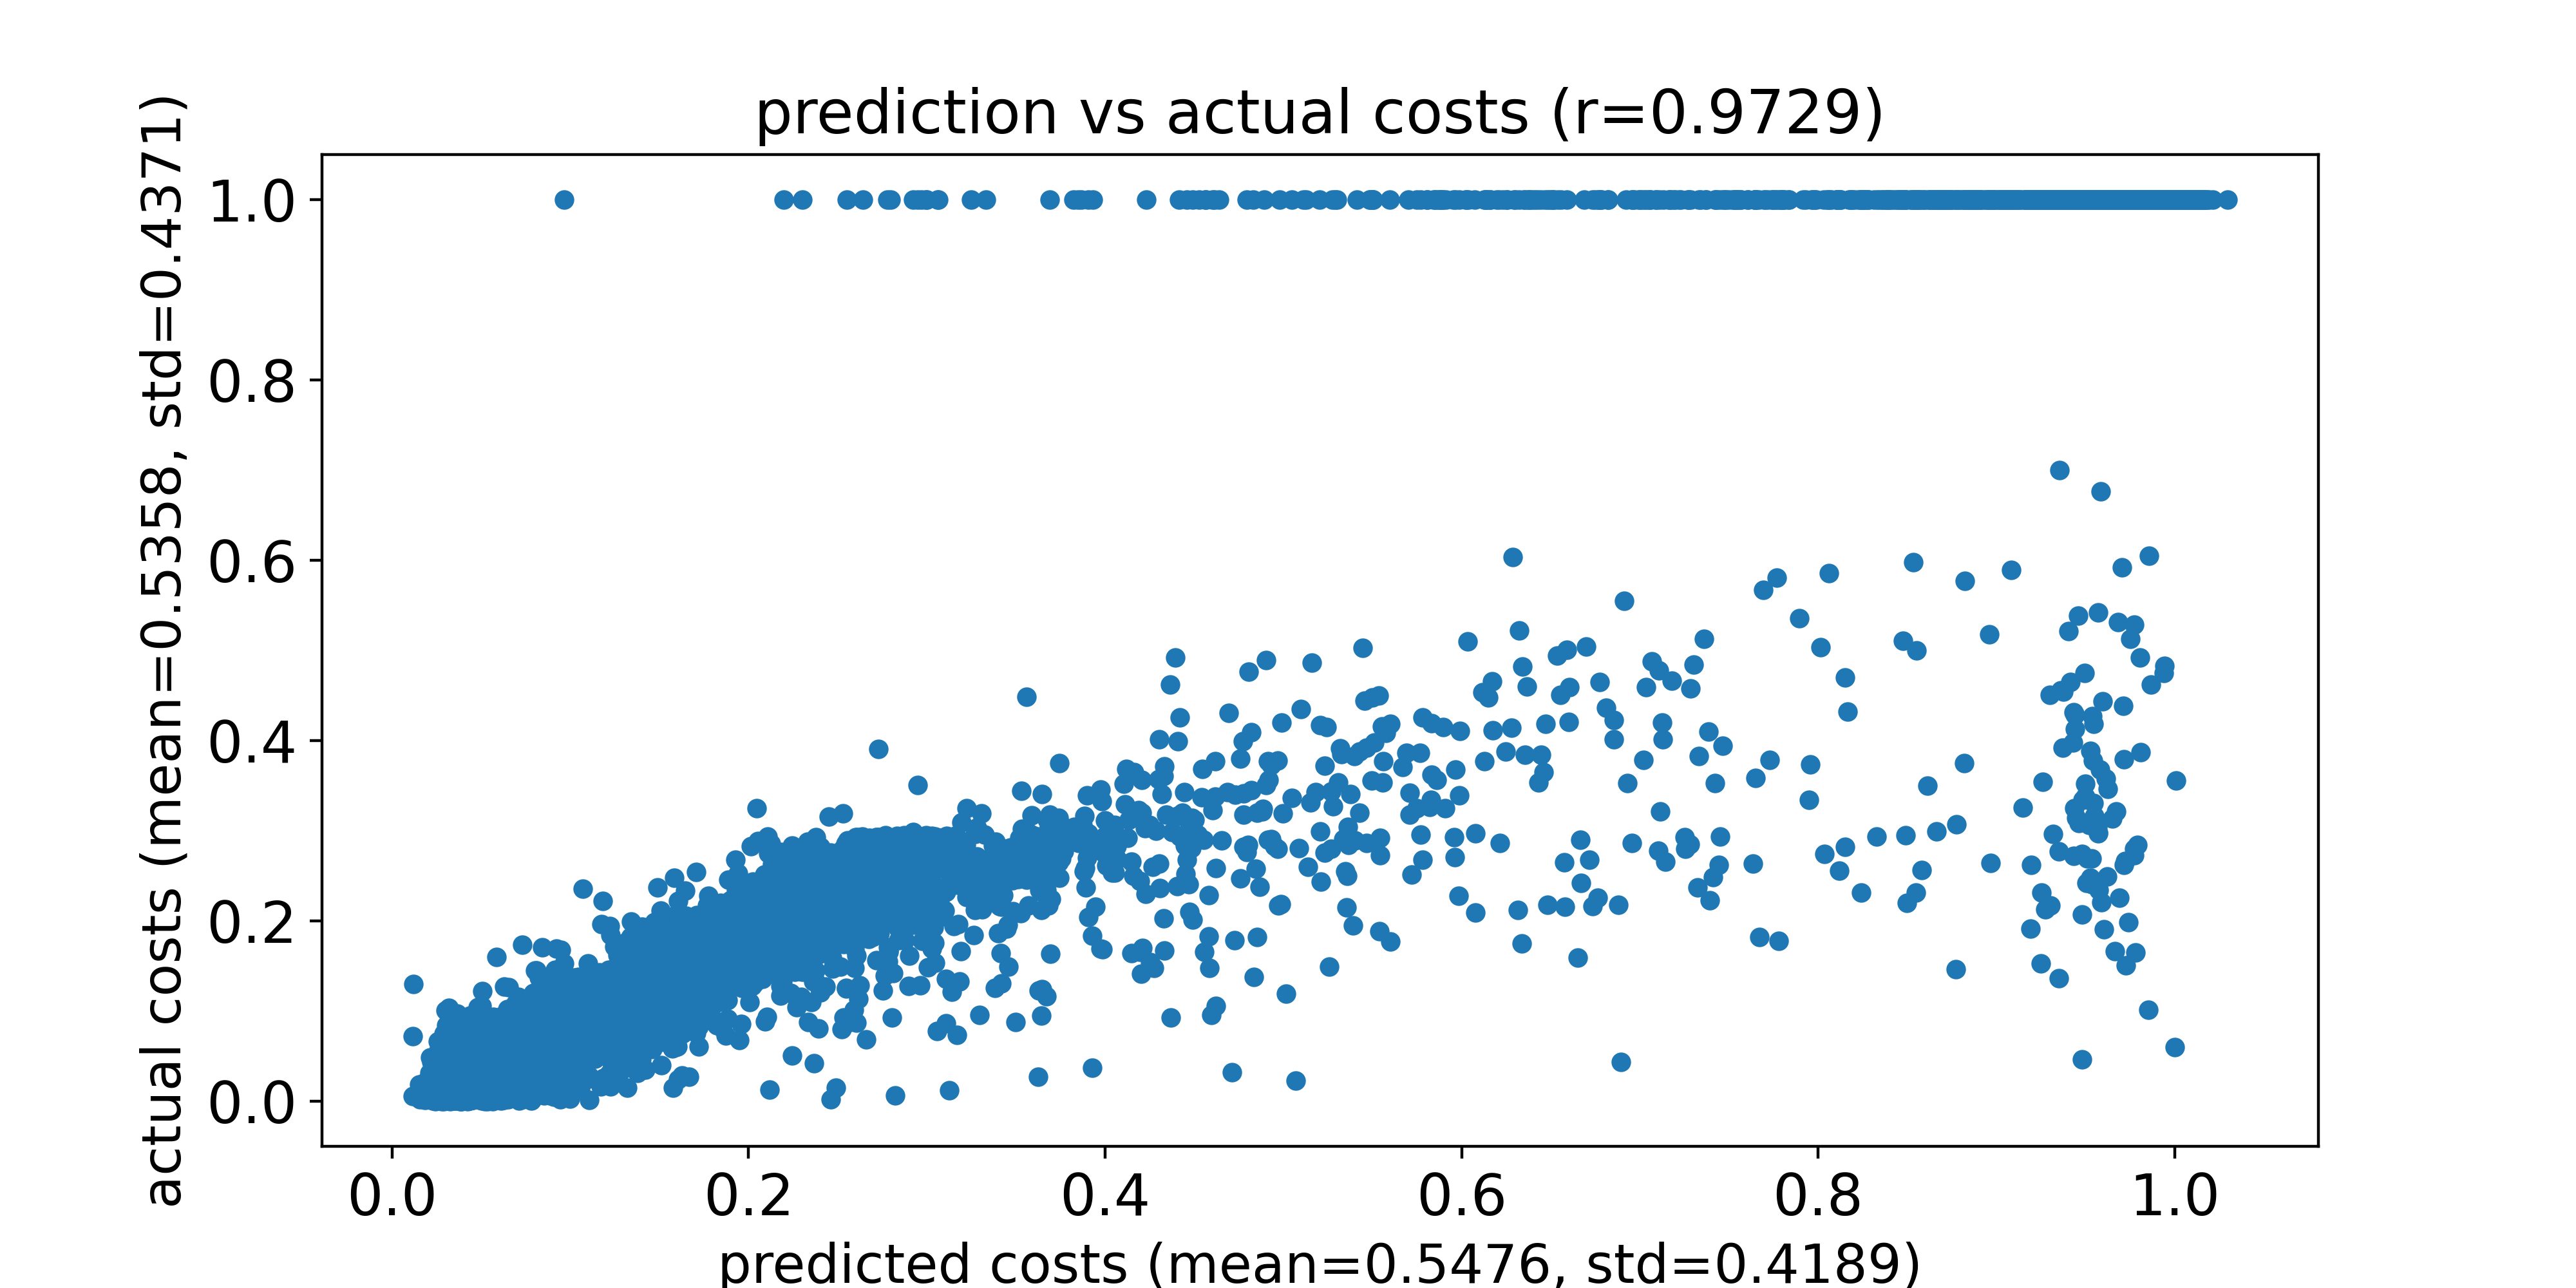 prediction vs actual costs (r=0.9729)
actual costs (mean=0.5358, std=0.4371)
1.0
0.8
0.6
0.4
0.2
0.0
0.0 0.2 0.4 0.6 0.8 1.0
predicted costs (mean=0.5476, std=0.4189)